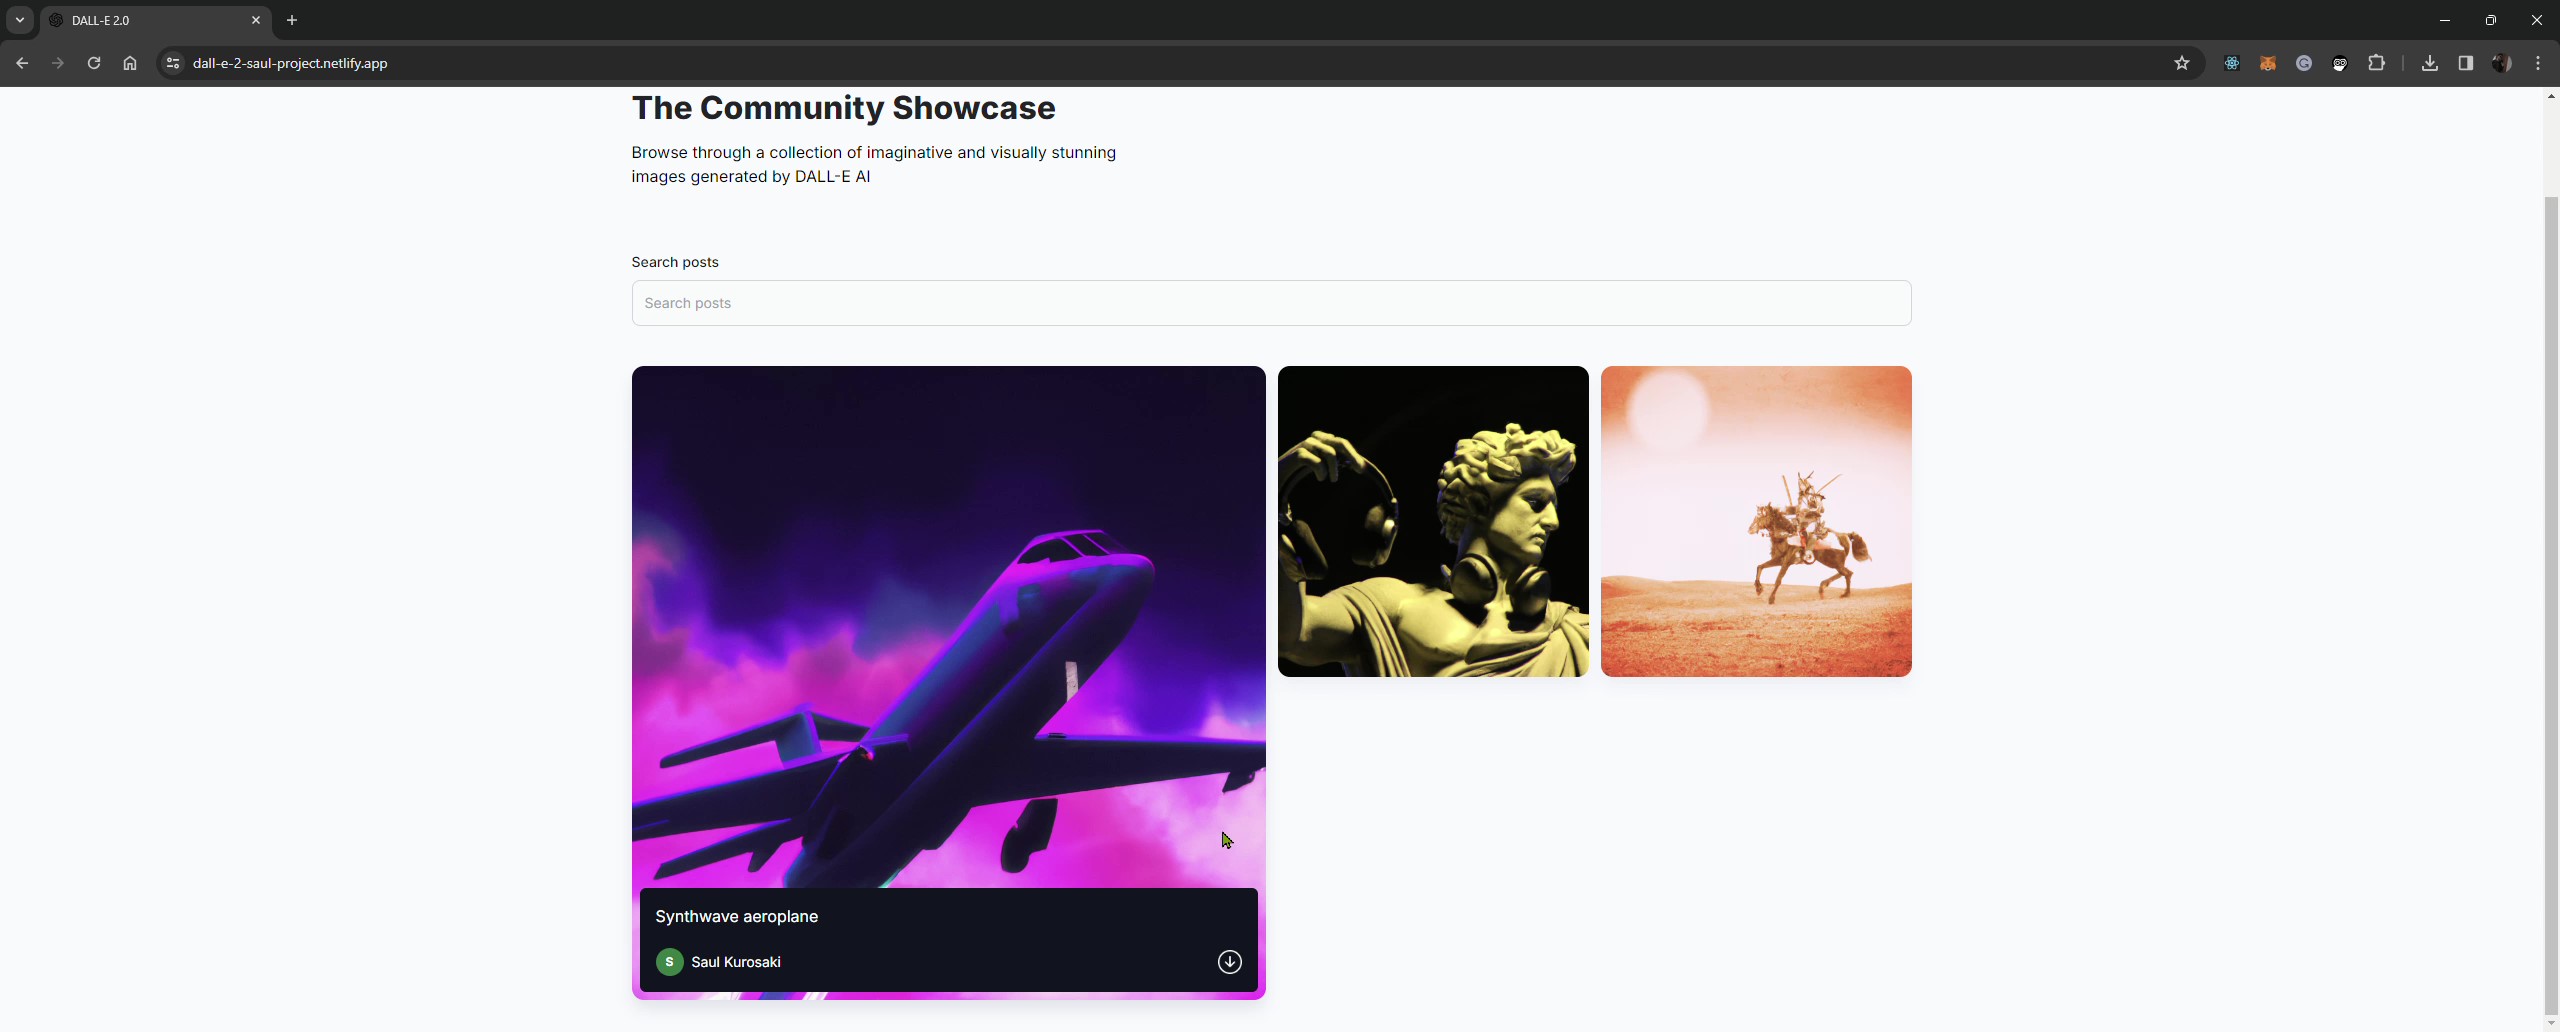 DALL-E 2.0
dall-e-2-saul-project.netlify.app
The Community Showcase
Browse through a collection of imaginative and visually stunning
images generated by DALL-E AI
Search posts
Search posts
Synthwave aeroplane
S Saul Kurosaki